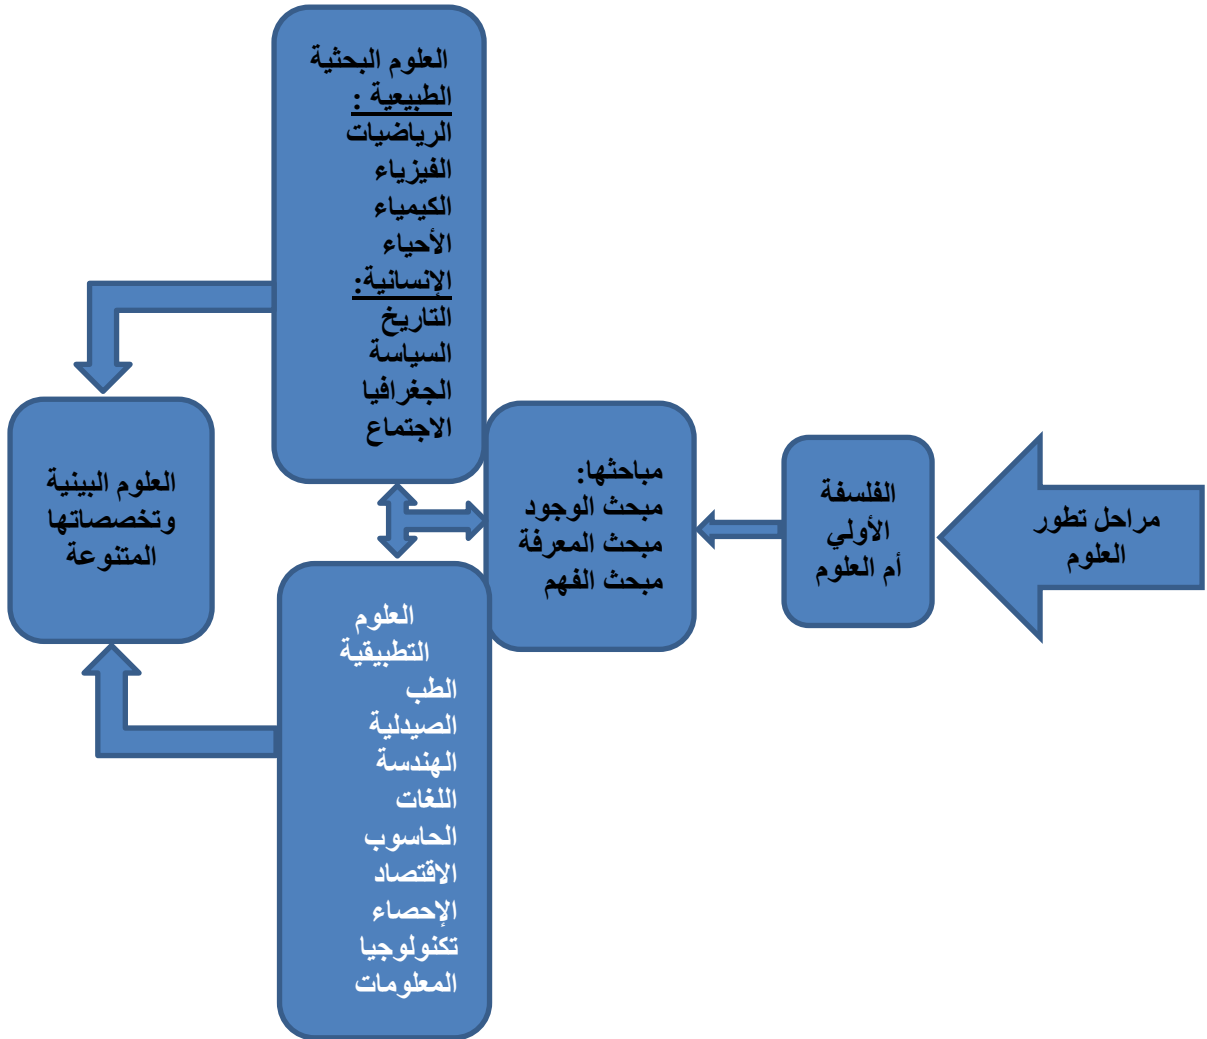 مراحل تطور
العلوم
الفلسفة
الأولي
أم العلوم
مباحثها:
مبحث الوجود
مبحث المعرفة
مبحث الفهم
العلوم البحثية
الطبيعية :
الرياضيات
الفيزياء
الكيمياء
الأحياء
الإنسانية:
التاريخ
السياسة
الجغرافيا
الاجتماع
العلوم
التطبيقية
الطب
الصيدلية
الهندسة
اللغات
الحاسوب
الاقتصاد
الإحصاء
تكنولوجيا
المعلومات
العلوم البينية
وتخصصاتها
المتنوعة